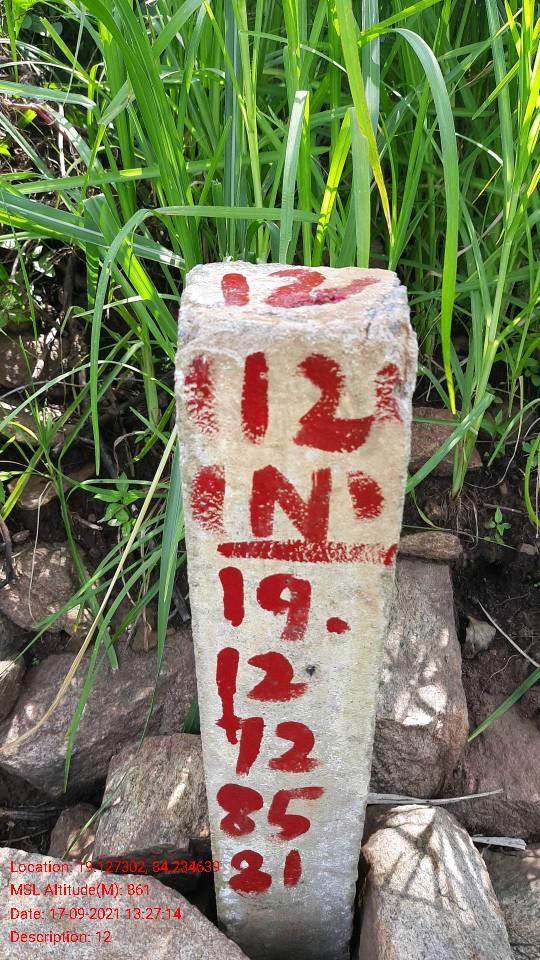 12
12
N
19.
12
72
85
81
Location: 19.127302, 84.234639
MSL Altitude(M): 861
Date: 17-09-2021 13:27:14
Description: 12